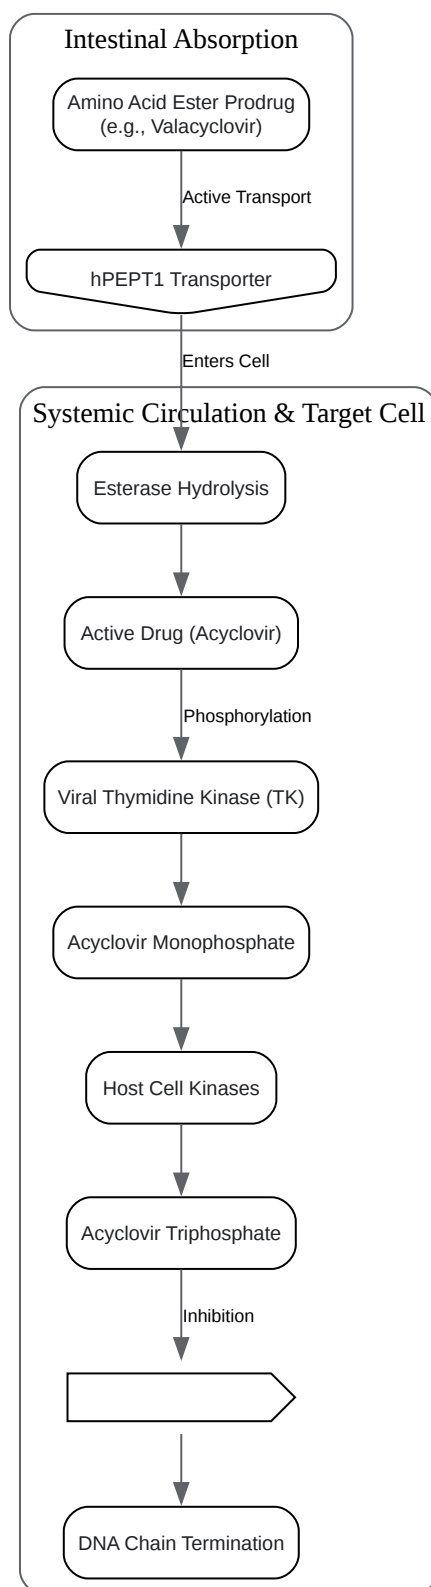 Intestinal Absorption
Amino Acid Ester Prodrug
(e.g., Valacyclovir)
Active Transport
hPEPT1 Transporter
Enters Cell
Systemic Circulation & Target Cell
Esterase Hydrolysis
Active Drug (Acyclovir)
Phosphorylation
Viral Thymidine Kinase (TK)
Acyclovir Monophosphate
Host Cell Kinases
Acyclovir Triphosphate
Inhibition
DNA Chain Termination